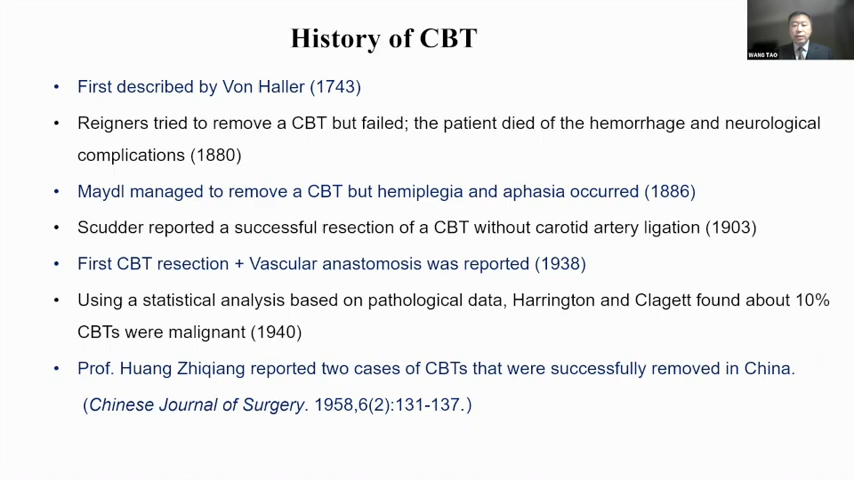 History of CBT
WANG TAO
• First described by Von Haller (1743)
• Reigners tried to remove a CBT but failed; the patient died of the hemorrhage and neurological
complications (1880)
• Maydl managed to remove a CBT but hemiplegia and aphasia occurred (1886)
• Scudder reported a successful resection of a CBT without carotid artery ligation (1903)
• First CBT resection + Vascular anastomosis was reported (1938)
• Using a statistical analysis based on pathological data, Harrington and Clagett found about 10%
CBTs were malignant (1940)
• Prof. Huang Zhiqiang reported two cases of CBTs that were successfully removed in China.
(Chinese Journal of Surgery. 1958,6(2):131-137.)